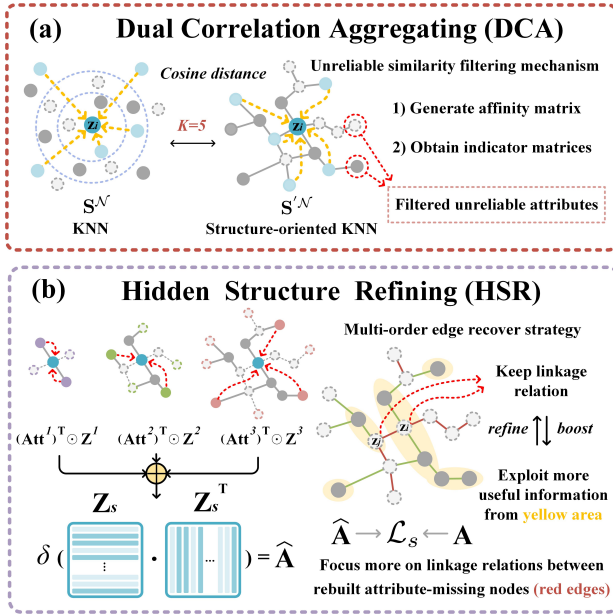 (a) Dual Correlation Aggregating (DCA)
Cosine distance
Unreliable similarity filtering mechanism
Zi
K=5
Zi
1) Generate affinity matrix
2) Obtain indicator matrices
Filtered unreliable attributes
S^𝒩
KNN
S'^𝒩
Structure-oriented KNN
(b) Hidden Structure Refining (HSR)
Multi-order edge recover strategy
Keep linkage
relation
refine
boost
Zj
Zi
Exploit more
useful information
from yellow area
(Att¹)ᵀ⊙Z¹
(Att²)ᵀ⊙Z²
(Att³)ᵀ⊙Z³
Zₛ
Zₛᵀ
δ ( ... · ... ) = Â
Â → ℒₛ ← A
Focus more on linkage relations between
rebuilt attribute-missing nodes (red edges)